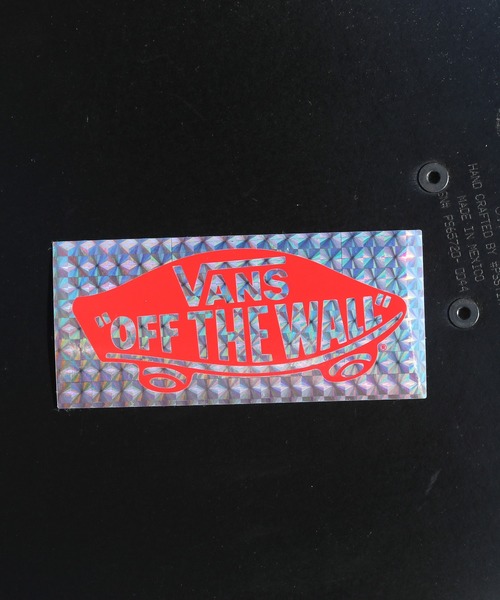 VANS
"OFF THE WALL"
HAND CRAFTED BY
MADE IN MEXICO